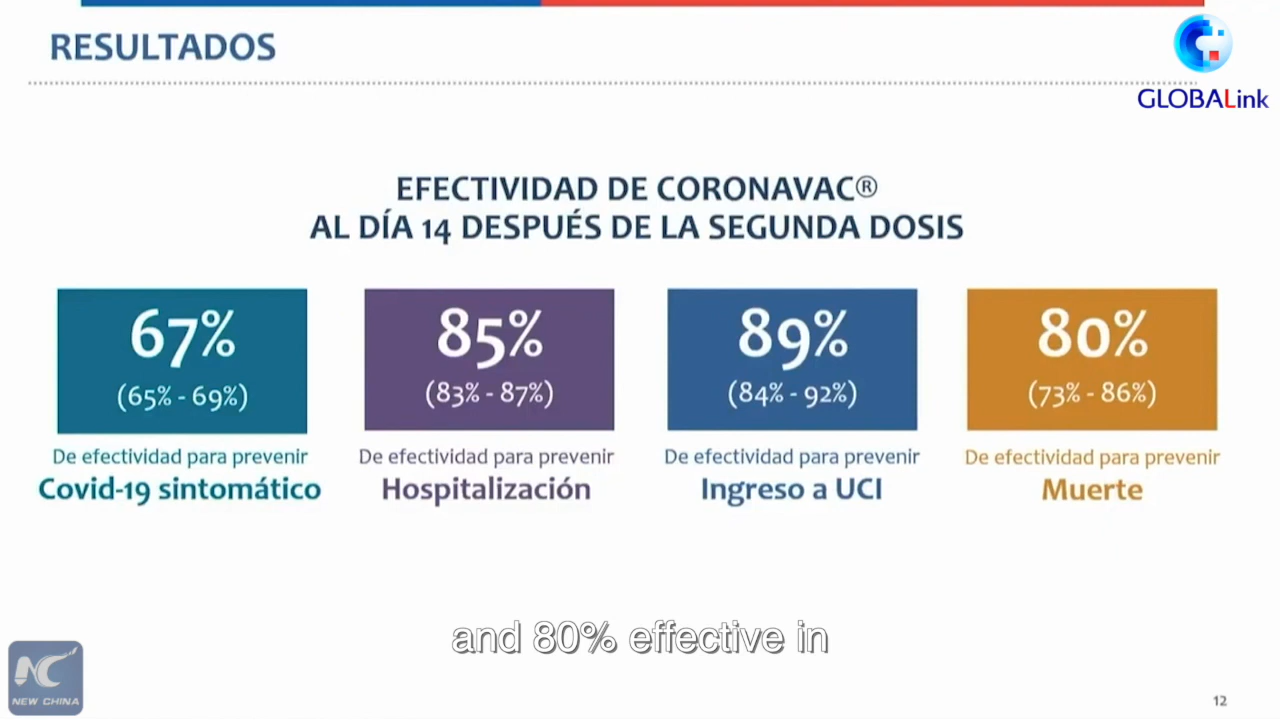 RESULTADOS
GLOBALink
EFECTIVIDAD DE CORONAVAC®
AL DÍA 14 DESPUÉS DE LA SEGUNDA DOSIS
67%
(65% - 69%)
De efectividad para prevenir
Covid-19 sintomático
85%
(83% - 87%)
De efectividad para prevenir
Hospitalización
89%
(84% - 92%)
De efectividad para prevenir
Ingreso a UCI
80%
(73% - 86%)
De efectividad para prevenir
Muerte
and 80% effective in
NC
NEW CHINA
12